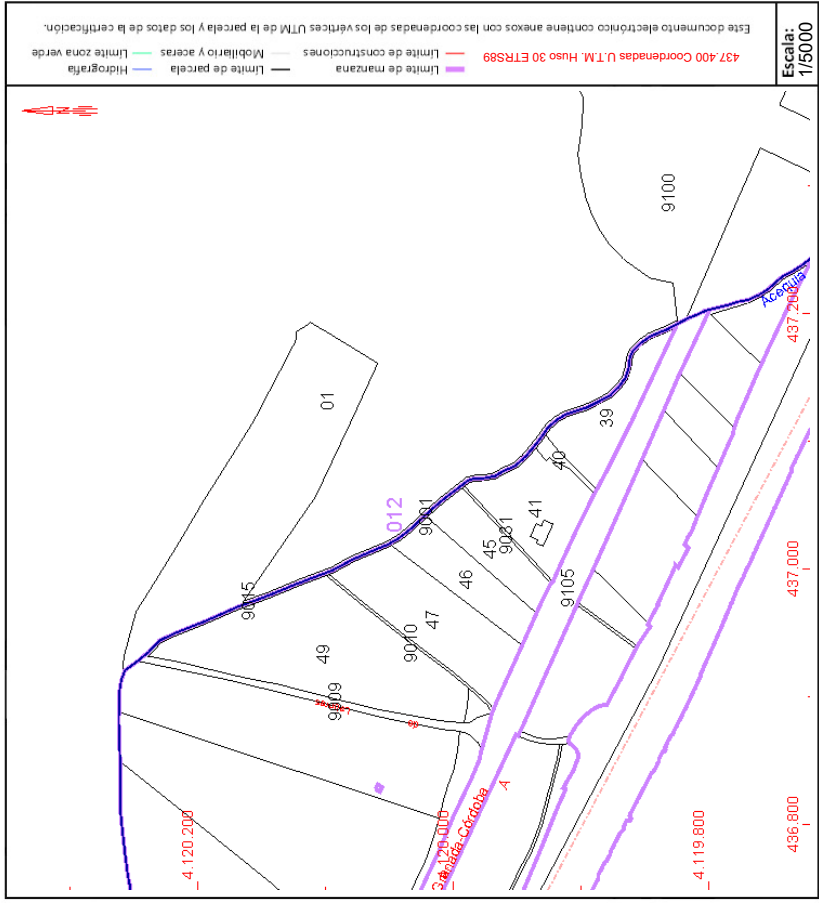 Este documento electrónico contiene anexos con las coordenadas de los vértices UTM de la parcela y los datos de la certificación.
437.400 Coordenadas U.T.M. Huso 30 ETRS89
Límite de manzana
Límite de construcciones
Límite de parcela
Mobiliario y aceras
Hidrografía
Límite zona verde
Escala:
1/5000
9100
Acequia
437.200
01
39
40
012
9001
41
45
9031
46
9105
437.000
9015
47
9010
49
9009
4.120.200
4.120.000
Granada-Córdoba
A
4.119.800
436.800